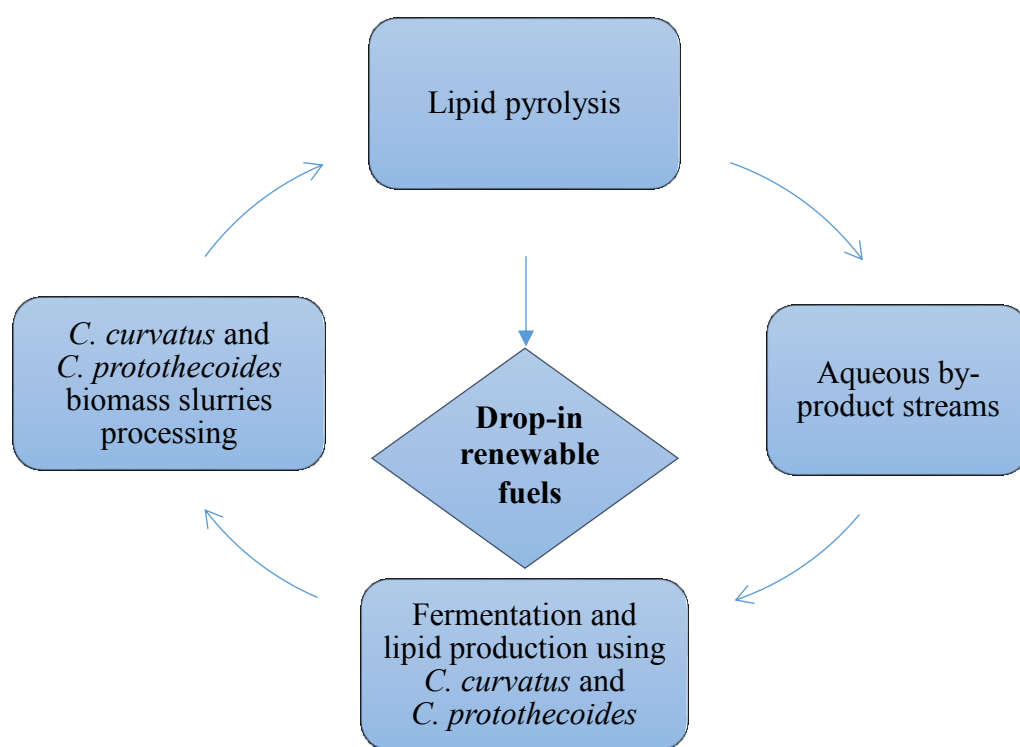 Lipid pyrolysis
C. curvatus and
C. protothecoides
biomass slurries
processing
Drop-in
renewable
fuels
Aqueous by-
product streams
Fermentation and
lipid production using
C. curvatus and
C. protothecoides